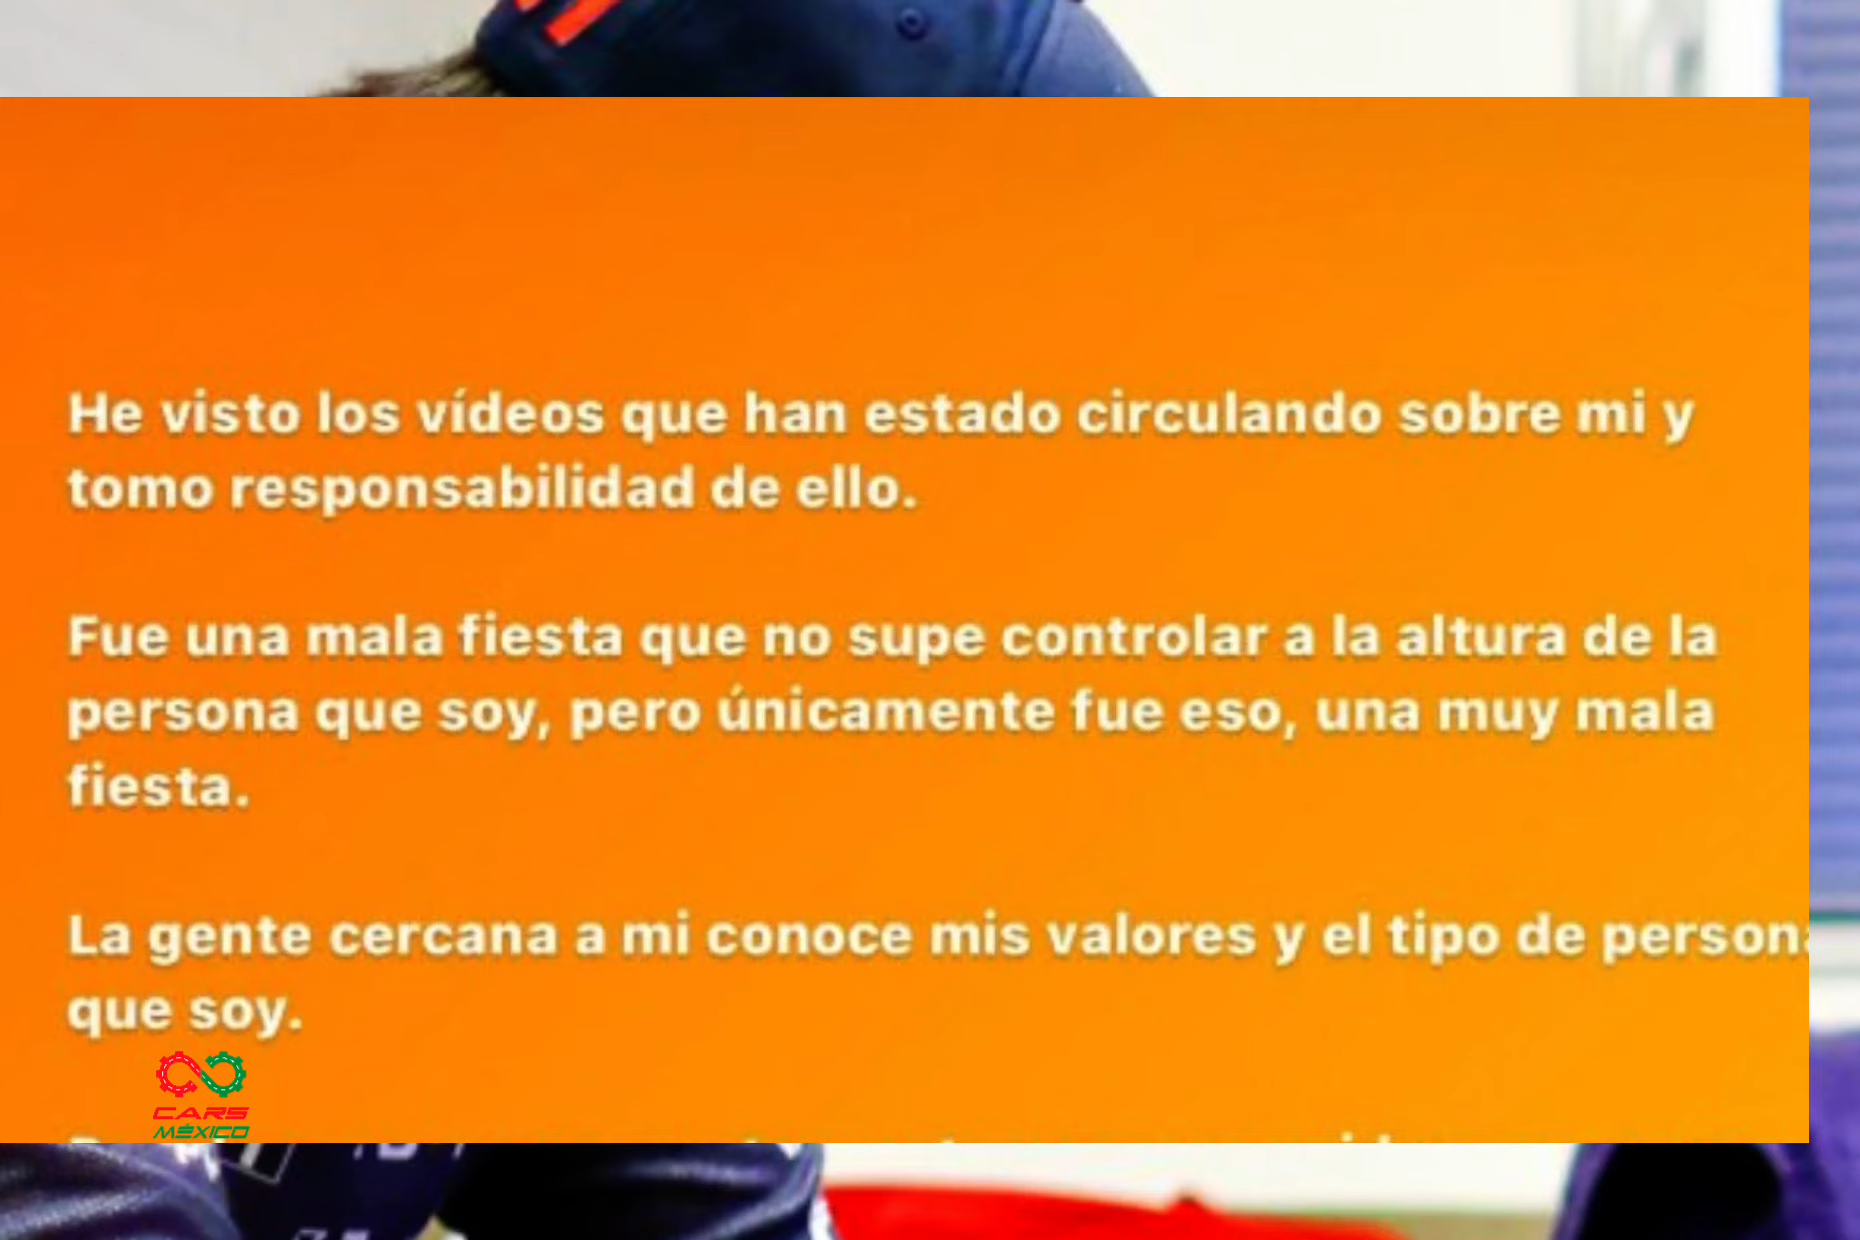 He visto los vídeos que han estado circulando sobre mi y
tomo responsabilidad de ello.
Fue una mala fiesta que no supe controlar a la altura de la
persona que soy, pero únicamente fue eso, una muy mala
fiesta.
La gente cercana a mi conoce mis valores y el tipo de persona
que soy.
CARS
MÉXICO